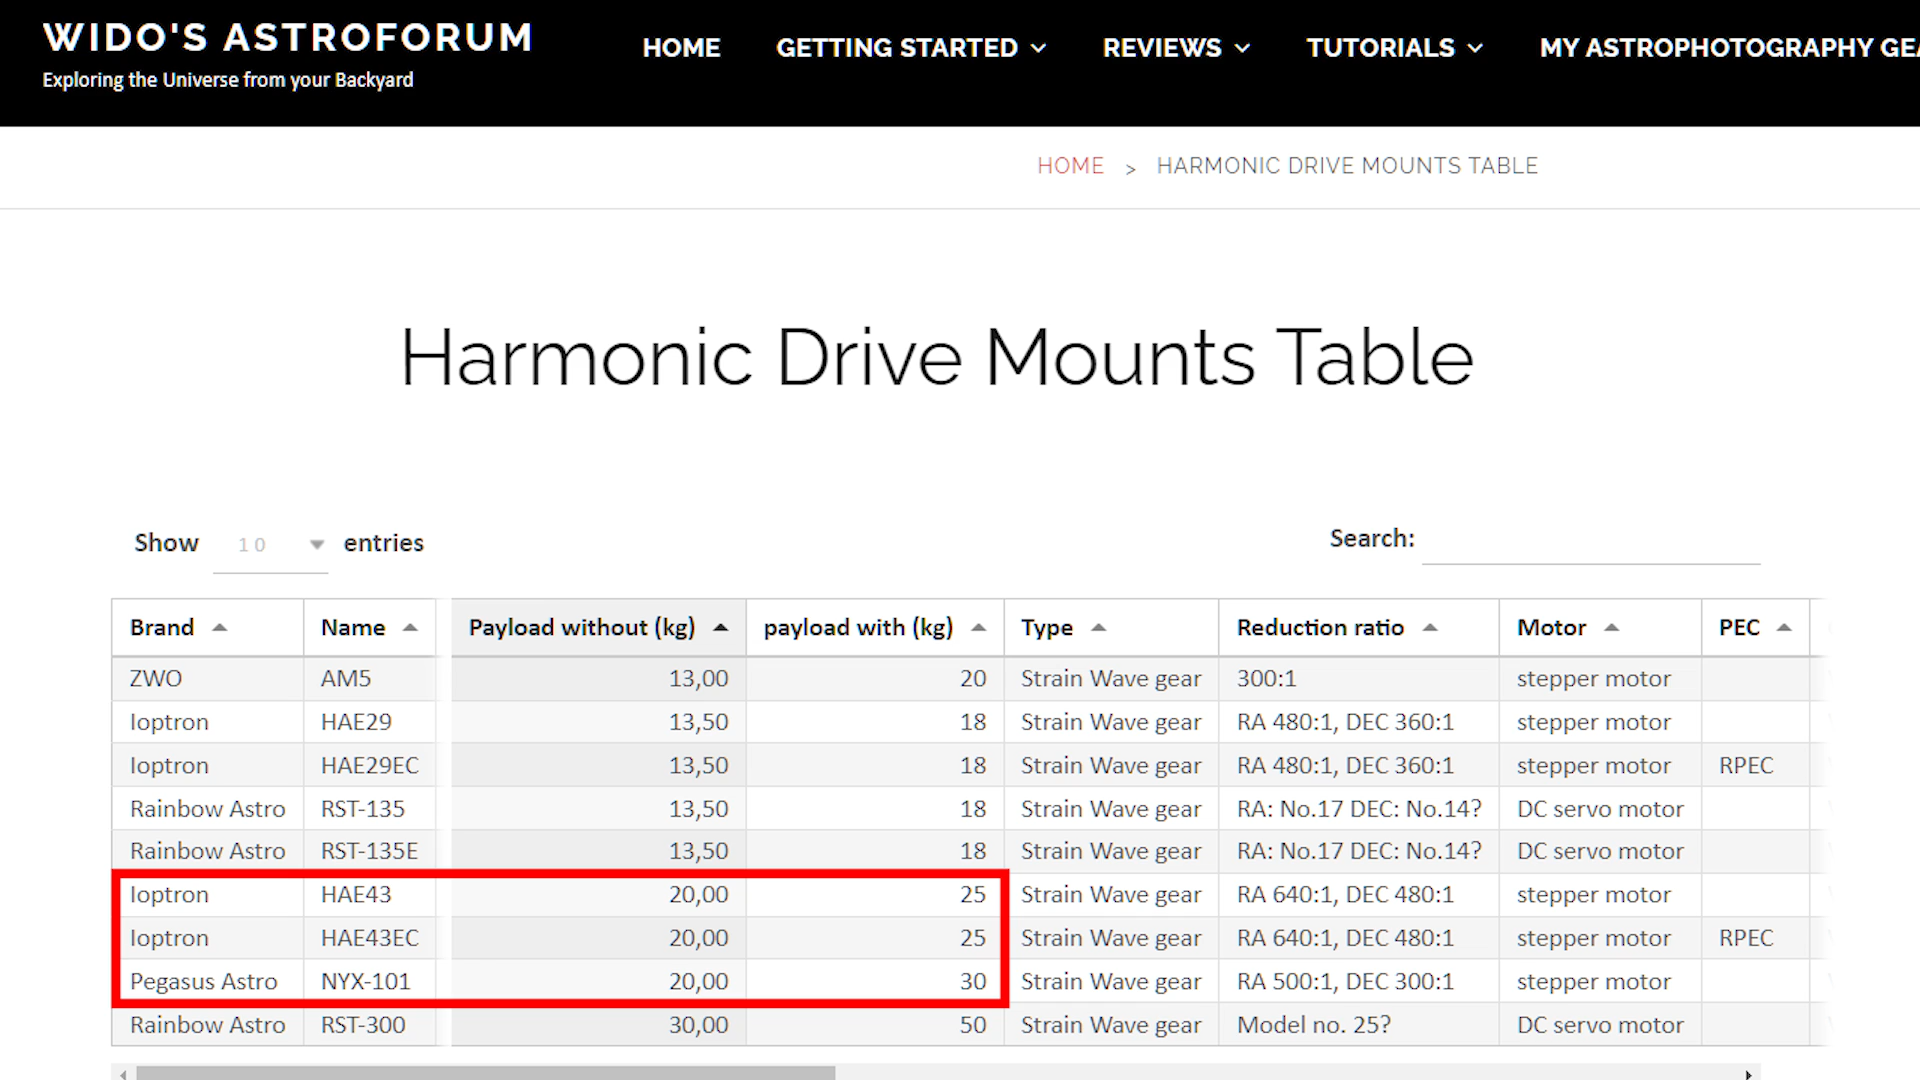 WIDO'S ASTROFORUM
Exploring the Universe from your Backyard
HOME GETTING STARTED REVIEWS TUTORIALS MY ASTROPHOTOGRAPHY GEA
HOME > HARMONIC DRIVE MOUNTS TABLE
Harmonic Drive Mounts Table
Show 10 entries Search:
Brand Name Payload without (kg) payload with (kg) Type Reduction ratio Motor PEC
ZWO AM5 13,00 20 Strain Wave gear 300:1 stepper motor
Ioptron HAE29 13,50 18 Strain Wave gear RA 480:1, DEC 360:1 stepper motor
Ioptron HAE29EC 13,50 18 Strain Wave gear RA 480:1, DEC 360:1 stepper motor RPEC
Rainbow Astro RST-135 13,50 18 Strain Wave gear RA: No.17 DEC: No.14? DC servo motor
Rainbow Astro RST-135E 13,50 18 Strain Wave gear RA: No.17 DEC: No.14? DC servo motor
Ioptron HAE43 20,00 25 Strain Wave gear RA 640:1, DEC 480:1 stepper motor
Ioptron HAE43EC 20,00 25 Strain Wave gear RA 640:1, DEC 480:1 stepper motor RPEC
Pegasus Astro NYX-101 20,00 30 Strain Wave gear RA 500:1, DEC 300:1 stepper motor
Rainbow Astro RST-300 30,00 50 Strain Wave gear Model no. 25? DC servo motor